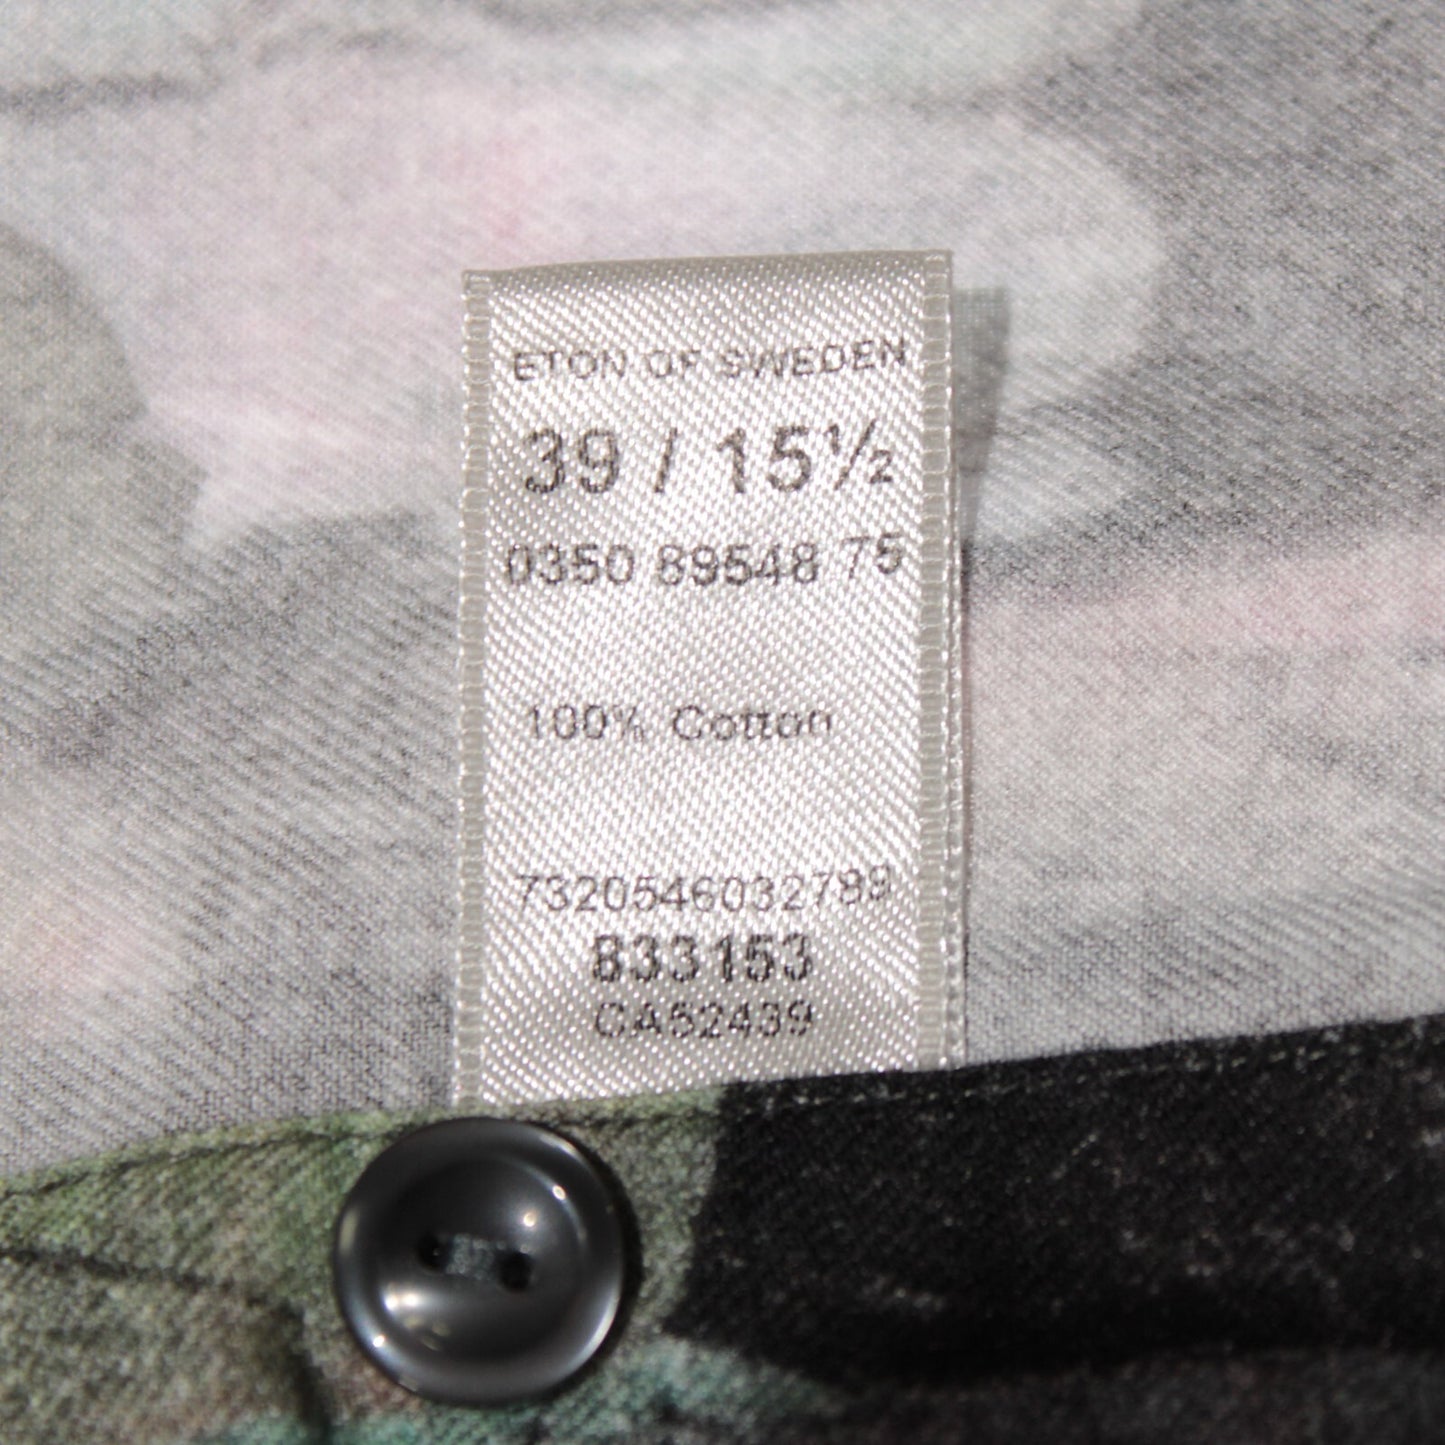 ETON OF SWEDEN
39 / 15½
0350 89548 75
100% Cotton
7320546032789
833153
CA52439